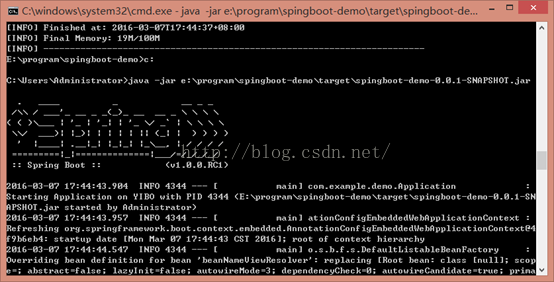 C:\windows\system32\cmd.exe - java -jar e:\program\spingboot-demo\target\spingboot-de...
[INFO] Finished at: 2016-03-07T17:44:37+08:00
[INFO] Final Memory: 19M/100M
[INFO] ------------------------------------------------------------------------
E:\program\spingboot-demo>c:
C:\Users\Administrator>java -jar e:\program\spingboot-demo\target\spingboot-demo-0.0.1-SNAPSHOT.jar
Spring
http://blog.csdn.net/
:: Spring Boot :: (v1.0.0.RC1)
2016-03-07 17:44:43.904 INFO 4344 --- [ main] com.example.demo.Application :
Starting Application on YIBO with PID 4344 (E:\program\spingboot-demo\target\spingboot-demo-0.0.1-SN
APSHOT.jar started by Administrator)
2016-03-07 17:44:43.957 INFO 4344 --- [ main] ationConfigEmbeddedWebApplicationContext :
Refreshing org.springframework.boot.context.embedded.AnnotationConfigEmbeddedWebApplicationContext@4
f9b6eb4: startup date [Mon Mar 07 17:44:43 CST 2016]; root of context hierarchy
2016-03-07 17:44:44.547 INFO 4344 --- [ main] o.s.b.f.s.DefaultListableBeanFactory :
Overriding bean definition for bean 'beanNameViewResolver': replacing [Root bean: class [null]; scop
e=; abstract=false; lazyInit=false; autowireMode=3; dependencyCheck=0; autowireCandidate=true; prima